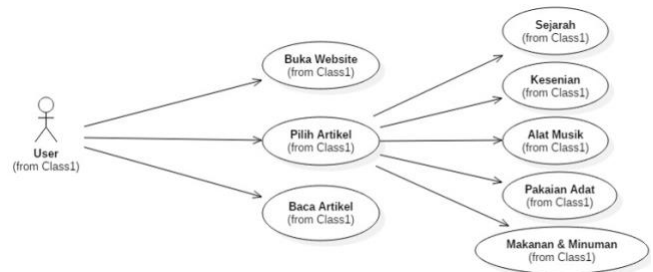 User
(from Class1)
Buka Website
(from Class1)
Pilih Artikel
(from Class1)
Baca Artikel
(from Class1)
Sejarah
(from Class1)
Kesenian
(from Class1)
Alat Musik
(from Class1)
Pakaian Adat
(from Class1)
Makanan & Minuman
(from Class1)